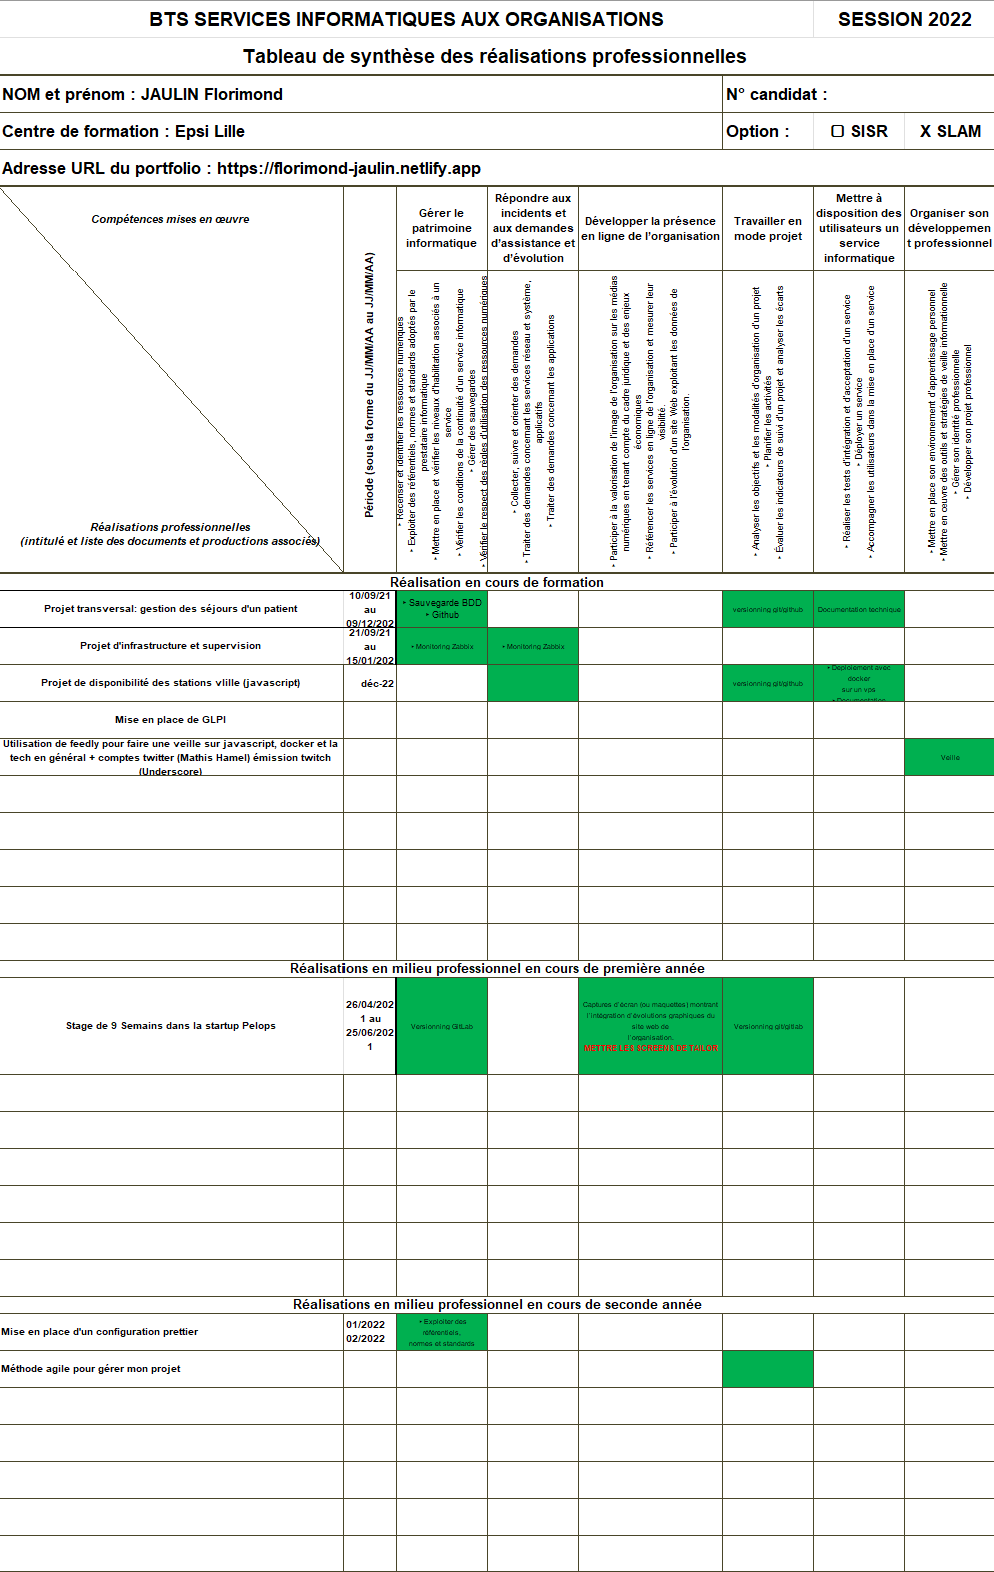 BTS SERVICES INFORMATIQUES AUX ORGANISATIONS
SESSION 2022
Tableau de synthèse des réalisations professionnelles
NOM et prénom : JAULIN Florimond
N° candidat :
Centre de formation : Epsi Lille
Option :
☐ SISR
X SLAM
Adresse URL du portfolio : https://florimond-jaulin.netlify.app
Compétences mises en œuvre
Réalisations professionnelles
(intitulé et liste des documents et productions associés)
Période (sous la forme du JJ/MM/AA au JJ/MM/AA)
Gérer le
patrimoine
informatique
Répondre aux
incidents et
aux demandes
d'assistance et
d'évolution
Développer la présence
en ligne de l'organisation
Travailler en
mode projet
Mettre à
disposition des
utilisateurs un
service
informatique
Organiser son
développemen
t professionnel
‣ Recenser et identifier les ressources numériques
‣ Exploiter des référentiels, normes et standards adoptés par le
prestataire informatique
‣ Mettre en place et vérifier les niveaux d'habilitation associés à un
service
‣ Vérifier les conditions de la continuité d'un service informatique
‣ Gérer des sauvegardes
‣ Vérifier le respect des règles d'utilisation des ressources numériques
‣ Collecter, suivre et orienter des demandes
‣ Traiter des demandes concernant les services réseau et système,
applicatifs
‣ Traiter des demandes concernant les applications
‣ Participer à la valorisation de l'image de l'organisation sur les médias
numériques en tenant compte du cadre juridique et des enjeux
économiques
‣ Référencer les services en ligne de l'organisation et mesurer leur
visibilité.
‣ Participer à l'évolution d'un site Web exploitant les données de
l'organisation.
‣ Analyser les objectifs et les modalités d'organisation d'un projet
‣ Planifier les activités
‣ Évaluer les indicateurs de suivi d'un projet et analyser les écarts
‣ Réaliser les tests d'intégration et d'acceptation d'un service
‣ Déployer un service
‣ Accompagner les utilisateurs dans la mise en place d'un service
‣ Mettre en place son environnement d'apprentissage personnel
‣ Mettre en œuvre des outils et stratégies de veille informationnelle
‣ Gérer son identité professionnelle
‣ Développer son projet professionnel
Réalisation en cours de formation
Projet transversal: gestion des séjours d'un patient
10/09/21
au
09/12/202
‣ Sauvegarde BDD
‣ Github
versionning git/github
Documentation technique
Projet d'infrastructure et supervision
21/09/21
au
15/01/202
‣ Monitoring Zabbix
‣ Monitoring Zabbix
Projet de disponibilité des stations vlille (javascript)
déc-22
versionning git/github
‣ Deploiement avec
docker
sur un vps
‣ Documentation
Mise en place de GLPI
Utilisation de feedly pour faire une veille sur javascript, docker et la
tech en général + comptes twitter (Mathis Hamel) émission twitch
(Underscore)
Veille
Réalisations en milieu professionnel en cours de première année
Stage de 9 Semains dans la startup Pelops
26/04/202
1 au
25/06/202
1
Versionning GitLab
Captures d'écran (ou maquettes) montrant
l'intégration d'évolutions graphiques du
site web de
l'organisation.
METTRE LES SCREENS DE TAILOR
Versionning git/gitlab
Réalisations en milieu professionnel en cours de seconde année
Mise en place d'un configuration prettier
01/2022
02/2022
‣ Exploiter des
référentiels,
normes et standards
Méthode agile pour gérer mon projet